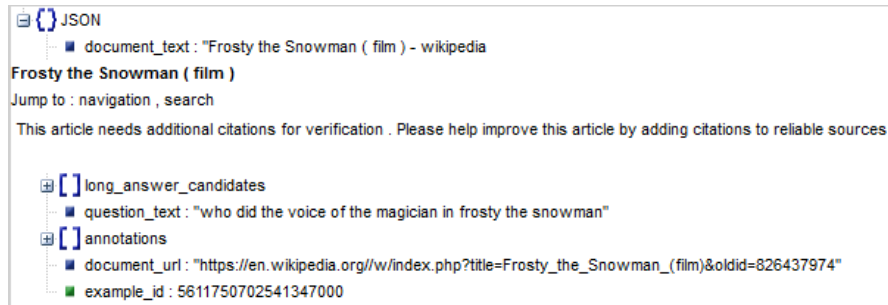 JSON
document_text : "Frosty the Snowman ( film ) - wikipedia
Frosty the Snowman ( film )
Jump to : navigation , search
This article needs additional citations for verification . Please help improve this article by adding citations to reliable sources
long_answer_candidates
question_text : "who did the voice of the magician in frosty the snowman"
annotations
document_url : "https://en.wikipedia.org//w/index.php?title=Frosty_the_Snowman_(film)&oldid=826437974"
example_id : 5611750702541347000